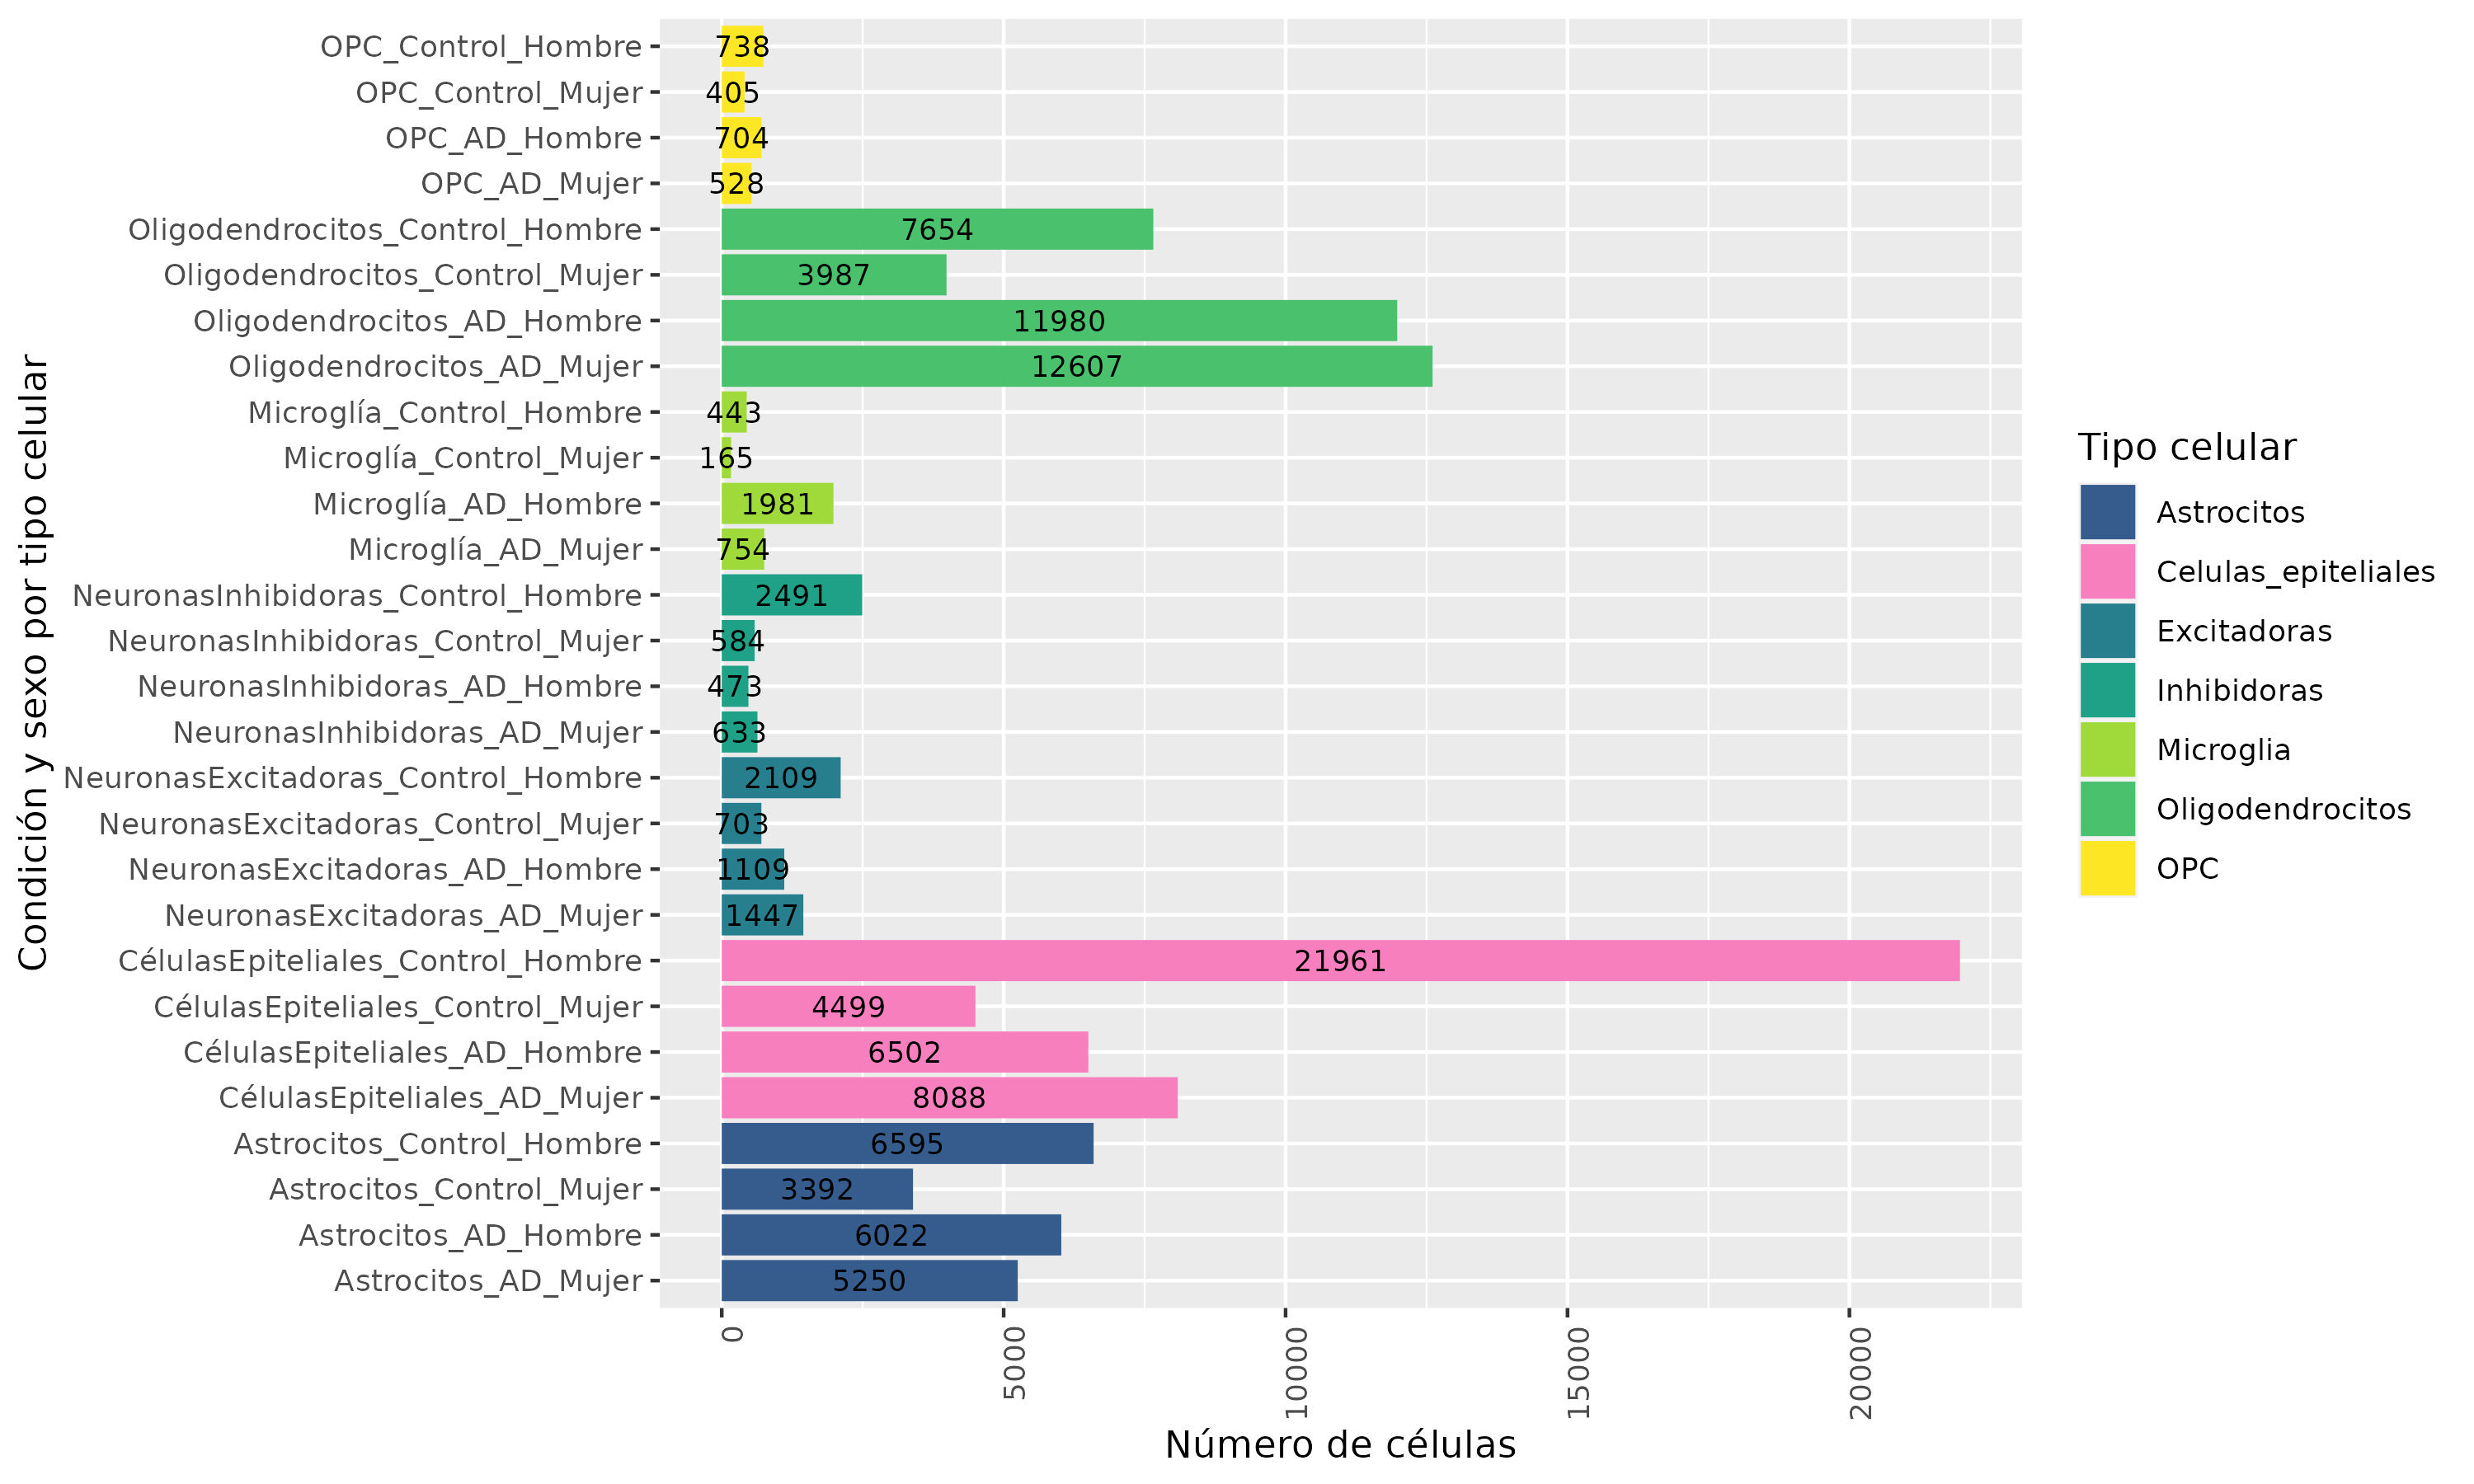 Condición y sexo por tipo celular
OPC_Control_Hombre 738
OPC_Control_Mujer 405
OPC_AD_Hombre 704
OPC_AD_Mujer 528
Oligodendrocitos_Control_Hombre 7654
Oligodendrocitos_Control_Mujer 3987
Oligodendrocitos_AD_Hombre 11980
Oligodendrocitos_AD_Mujer 12607
Microglía_Control_Hombre 443
Microglía_Control_Mujer 165
Microglía_AD_Hombre 1981
Microglía_AD_Mujer 754
NeuronasInhibidoras_Control_Hombre 2491
NeuronasInhibidoras_Control_Mujer 584
NeuronasInhibidoras_AD_Hombre 473
NeuronasInhibidoras_AD_Mujer 633
NeuronasExcitadoras_Control_Hombre 2109
NeuronasExcitadoras_Control_Mujer 703
NeuronasExcitadoras_AD_Hombre 1109
NeuronasExcitadoras_AD_Mujer 1447
CélulasEpiteliales_Control_Hombre 21961
CélulasEpiteliales_Control_Mujer 4499
CélulasEpiteliales_AD_Hombre 6502
CélulasEpiteliales_AD_Mujer 8088
Astrocitos_Control_Hombre 6595
Astrocitos_Control_Mujer 3392
Astrocitos_AD_Hombre 6022
Astrocitos_AD_Mujer 5250
0 5000 10000 15000 20000
Número de células
Tipo celular
Astrocitos
Celulas_epiteliales
Excitadoras
Inhibidoras
Microglia
Oligodendrocitos
OPC